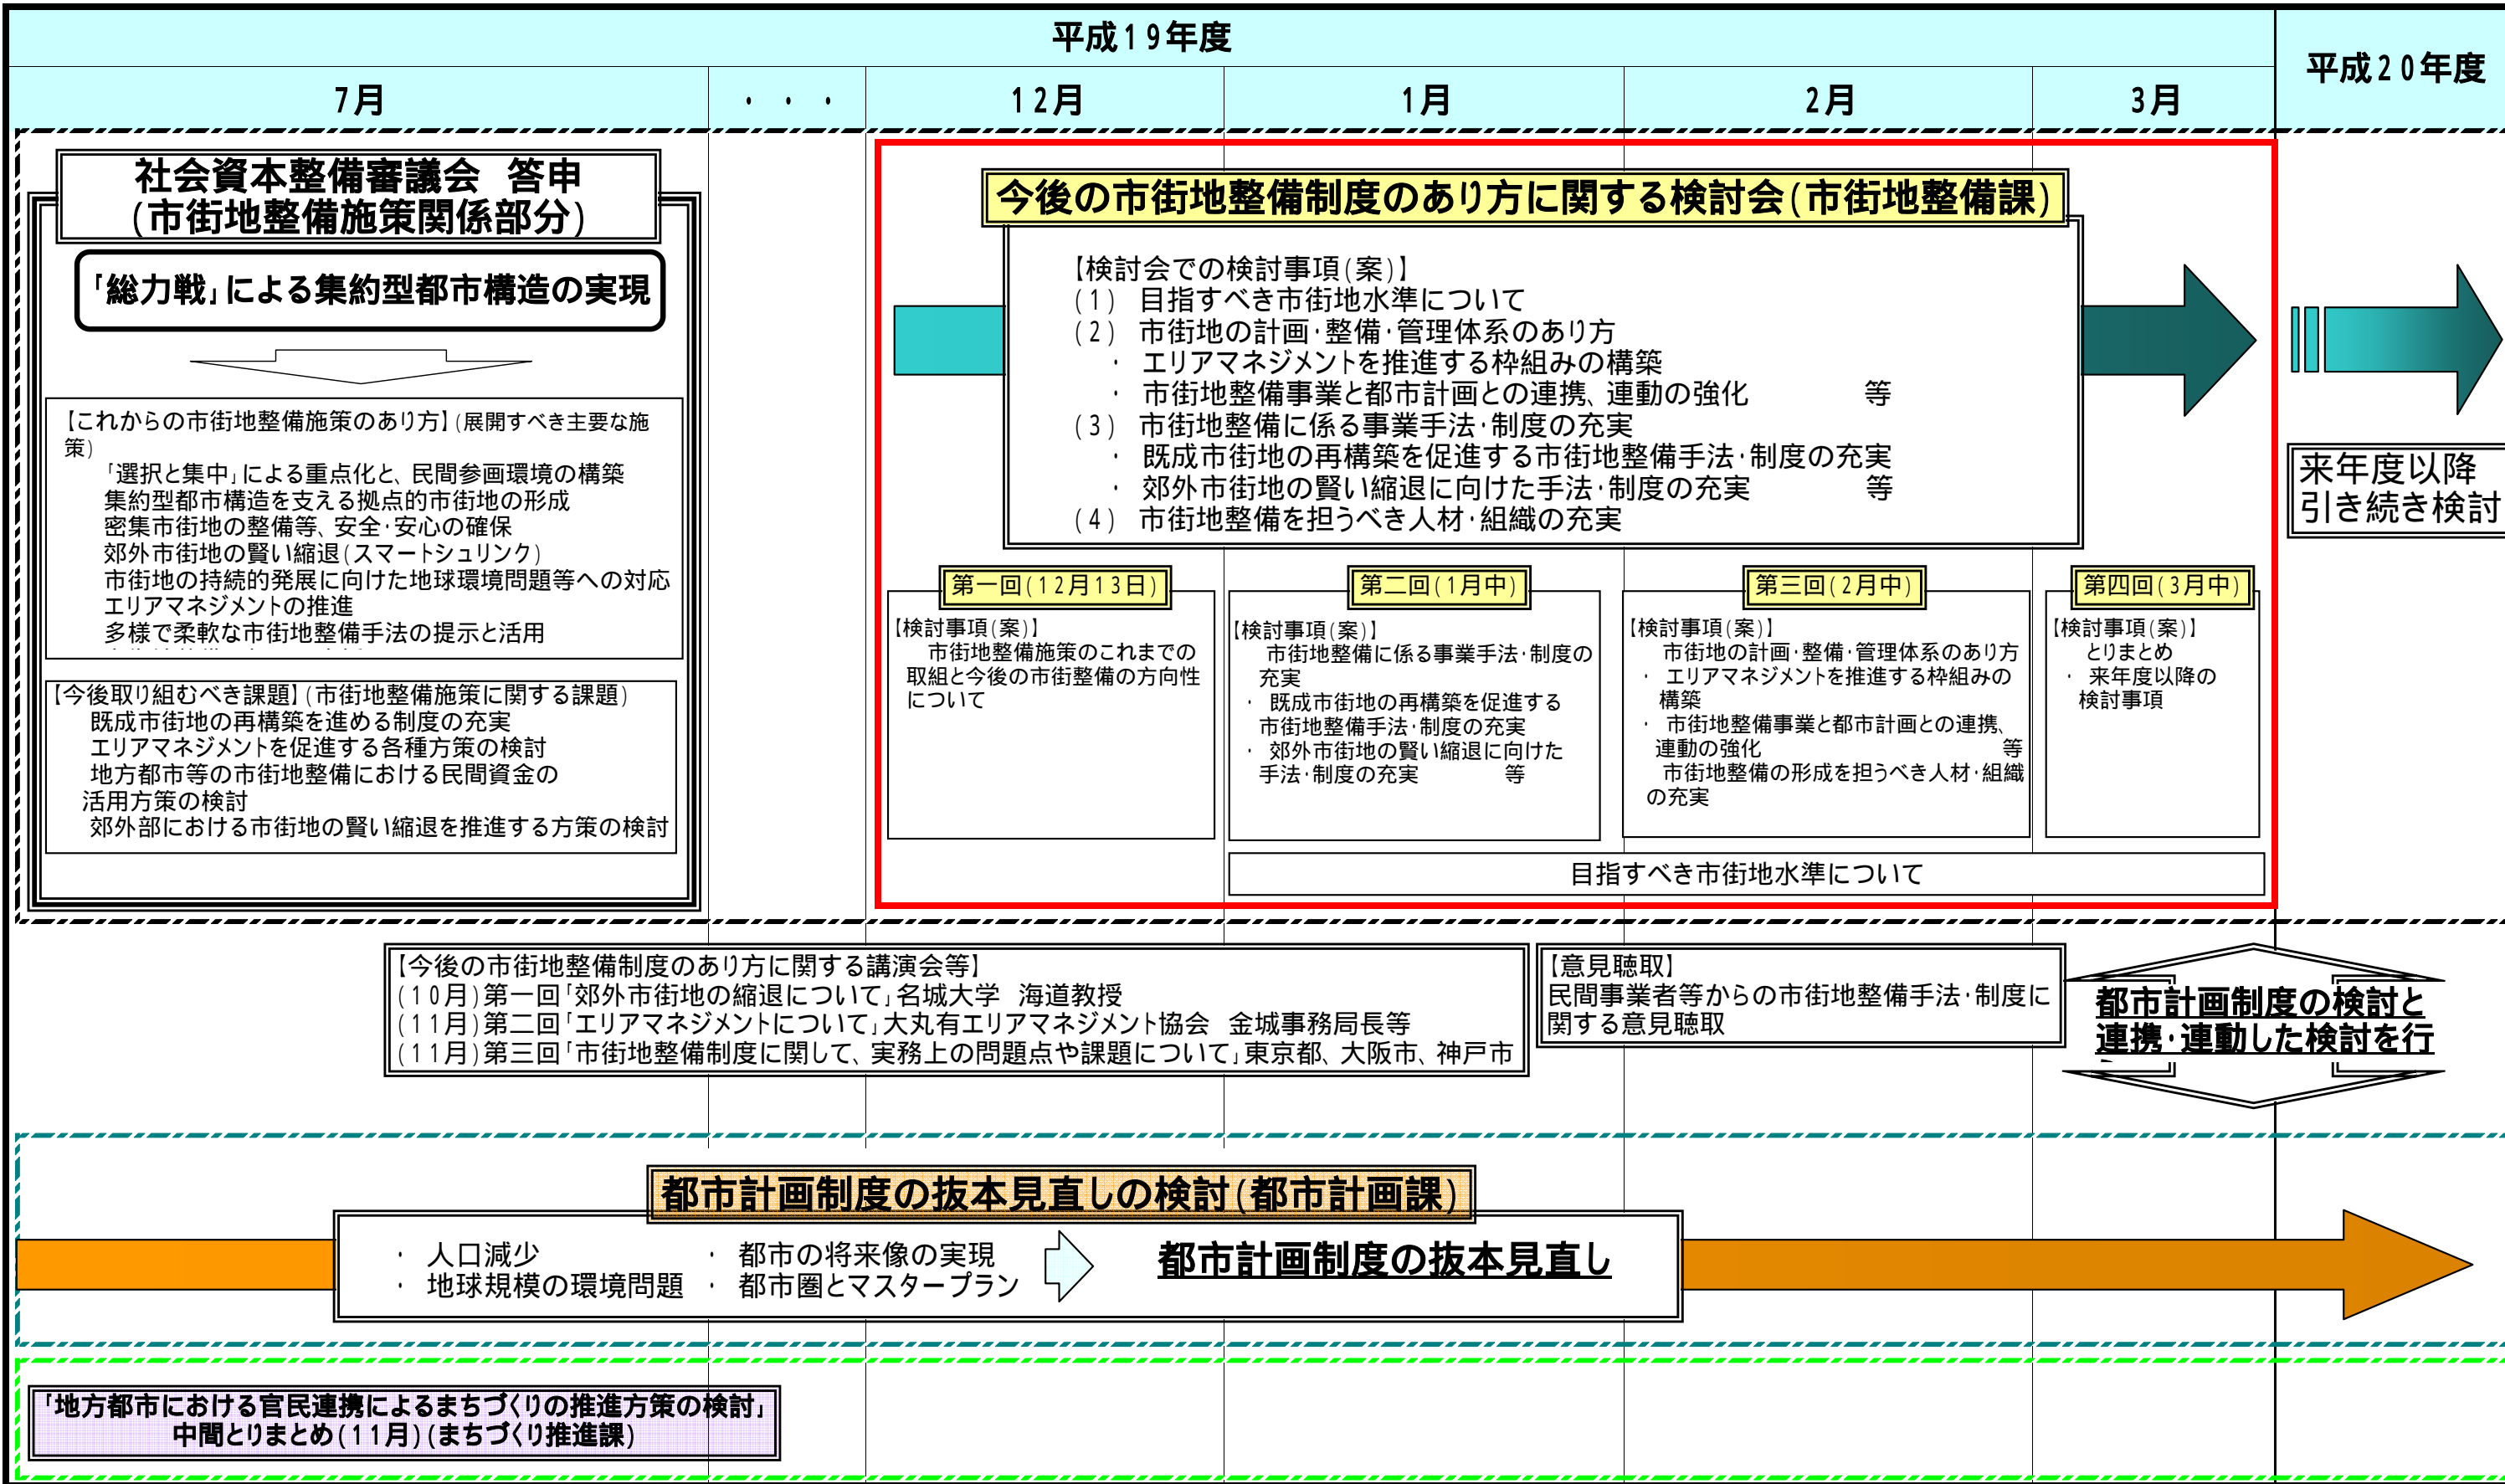 平成19年度
平成20年度
7月
・・・
12月
1月
2月
3月
社会資本整備審議会　答申
(市街地整備施策関係部分)
「総力戦」による集約型都市構造の実現
【これからの市街地整備施策のあり方】(展開すべき主要な施
策)
「選択と集中」による重点化と、民間参画環境の構築
集約型都市構造を支える拠点的市街地の形成
密集市街地の整備等、安全・安心の確保
郊外市街地の賢い縮退(スマートシュリンク)
市街地の持続的発展に向けた地球環境問題等への対応
エリアマネジメントの推進
多様で柔軟な市街地整備手法の提示と活用
【今後取り組むべき課題】(市街地整備施策に関する課題)
既成市街地の再構築を進める制度の充実
エリアマネジメントを促進する各種方策の検討
地方都市等の市街地整備における民間資金の
活用方策の検討
郊外部における市街地の賢い縮退を推進する方策の検討
今後の市街地整備制度のあり方に関する検討会(市街地整備課)
【検討会での検討事項(案)】
(1)　目指すべき市街地水準について
(2)　市街地の計画・整備・管理体系のあり方
・　エリアマネジメントを推進する枠組みの構築
・　市街地整備事業と都市計画との連携、連動の強化　　　　等
(3)　市街地整備に係る事業手法・制度の充実
・　既成市街地の再構築を促進する市街地整備手法・制度の充実
・　郊外市街地の賢い縮退に向けた手法・制度の充実　　　　等
(4)　市街地整備を担うべき人材・組織の充実
来年度以降
引き続き検討
第一回(12月13日)
【検討事項(案)】
市街地整備施策のこれまでの
取組と今後の市街整備の方向性
について
第二回(1月中)
【検討事項(案)】
市街地整備に係る事業手法・制度の
充実
・　既成市街地の再構築を促進する
市街地整備手法・制度の充実
・　郊外市街地の賢い縮退に向けた
手法・制度の充実　　　　等
第三回(2月中)
【検討事項(案)】
市街地の計画・整備・管理体系のあり方
・　エリアマネジメントを推進する枠組みの
構築
・　市街地整備事業と都市計画との連携、
連動の強化　　　　等
市街地整備の形成を担うべき人材・組織
の充実
第四回(3月中)
【検討事項(案)】
とりまとめ
・　来年度以降の
検討事項
目指すべき市街地水準について
【今後の市街地整備制度のあり方に関する講演会等】
(10月)第一回「郊外市街地の縮退について」名城大学　海道教授
(11月)第二回「エリアマネジメントについて」大丸有エリアマネジメント協会　金城事務局長等
(11月)第三回「市街地整備制度に関して、実務上の問題点や課題について」東京都、大阪市、神戸市
【意見聴取】
民間事業者等からの市街地整備手法・制度に
関する意見聴取
都市計画制度の検討と
連携・連動した検討を行
都市計画制度の抜本見直しの検討(都市計画課)
・　人口減少　・　都市の将来像の実現
・　地球規模の環境問題　・　都市圏とマスタープラン
都市計画制度の抜本見直し
「地方都市における官民連携によるまちづくりの推進方策の検討」
中間とりまとめ(11月)(まちづくり推進課)